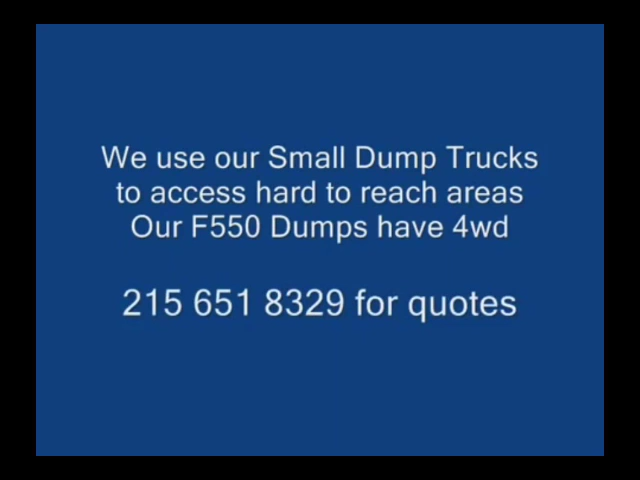 We use our Small Dump Trucks
to access hard to reach areas
Our F550 Dumps have 4wd
215 651 8329 for quotes